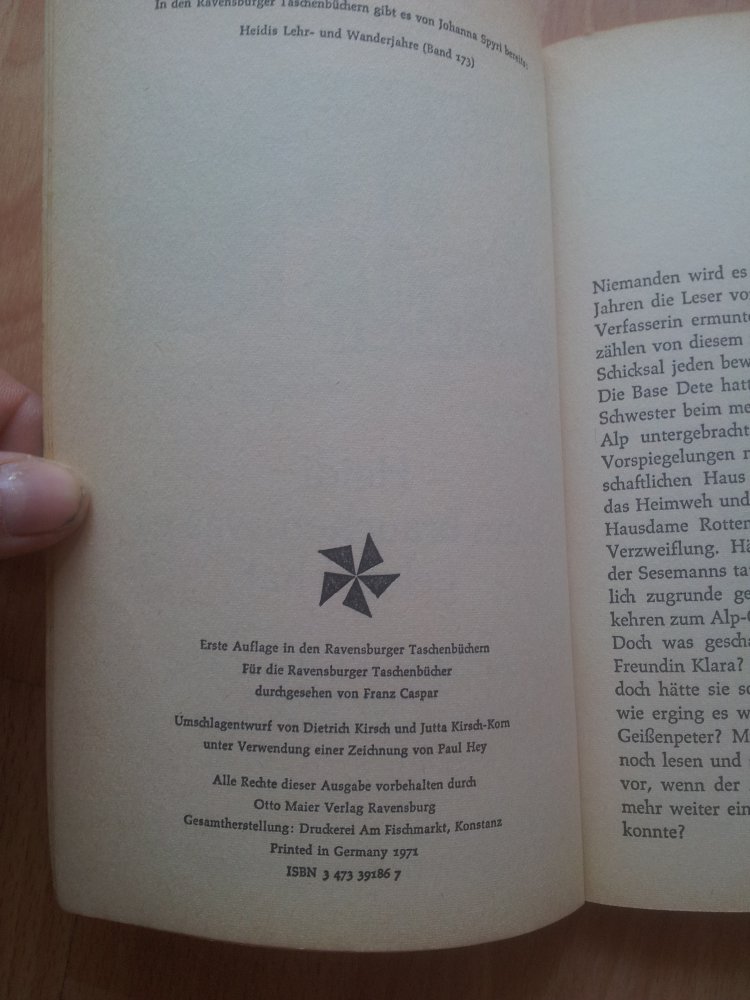 In den Ravensburger Taschenbüchern gibt es von Johanna Spyri bereits:
Heidis Lehr- und Wanderjahre (Band 173)
Erste Auflage in den Ravensburger Taschenbüchern
Für die Ravensburger Taschenbücher
durchgesehen von Franz Caspar
Umschlagentwurf von Dietrich Kirsch und Jutta Kirsch-Korn
unter Verwendung einer Zeichnung von Paul Hey
Alle Rechte dieser Ausgabe vorbehalten durch
Otto Maier Verlag Ravensburg
Gesamtherstellung: Druckerei Am Fischmarkt, Konstanz
Printed in Germany 1971
ISBN 3 473 39186 7
Niemanden wird es
Jahren die Leser vo
Verfasserin ermunte
zählen von diesem
Schicksal jeden bew
Die Base Dete hatt
Schwester beim me
Alp untergebracht
Vorspiegelungen
schaftlichen Haus
das Heimweh und
Hausdame Rotten
Verzweiflung. Hä
der Sesemanns ta
lich zugrunde ge
kehren zum Alp-
Doch was gescha
Freundin Klara?
doch hätte sie so
wie erging es w
Geißenpeter? M
noch lesen und
vor, wenn der
mehr weiter ein
konnte?